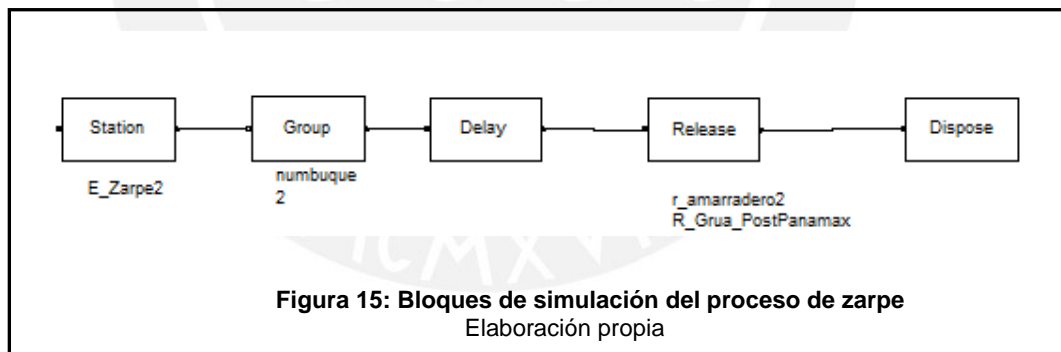 Station
Group
Delay
Release
Dispose
E_Zarpe2
numbuque
2
r_amarradero2
R_Grua_PostPanamax
Figura 15: Bloques de simulación del proceso de zarpe
Elaboración propia